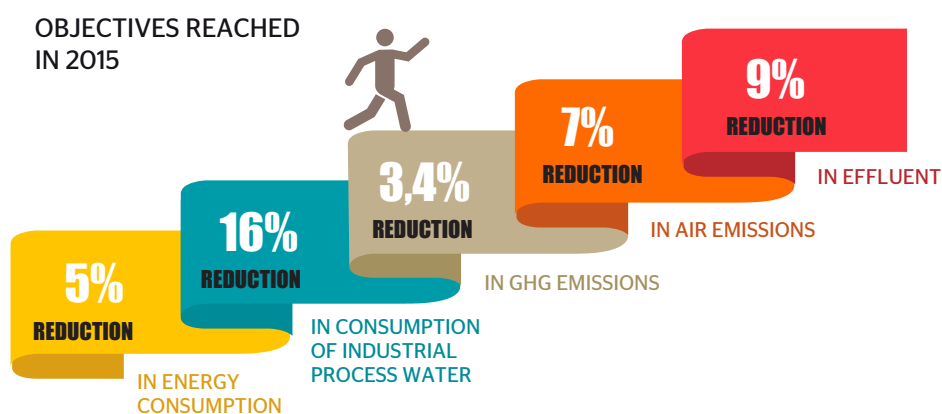 OBJECTIVES REACHED
IN 2015
5%
REDUCTION
IN ENERGY
CONSUMPTION
16%
REDUCTION
IN CONSUMPTION
OF INDUSTRIAL
PROCESS WATER
3,4%
REDUCTION
IN GHG EMISSIONS
7%
REDUCTION
IN AIR EMISSIONS
9%
REDUCTION
IN EFFLUENT